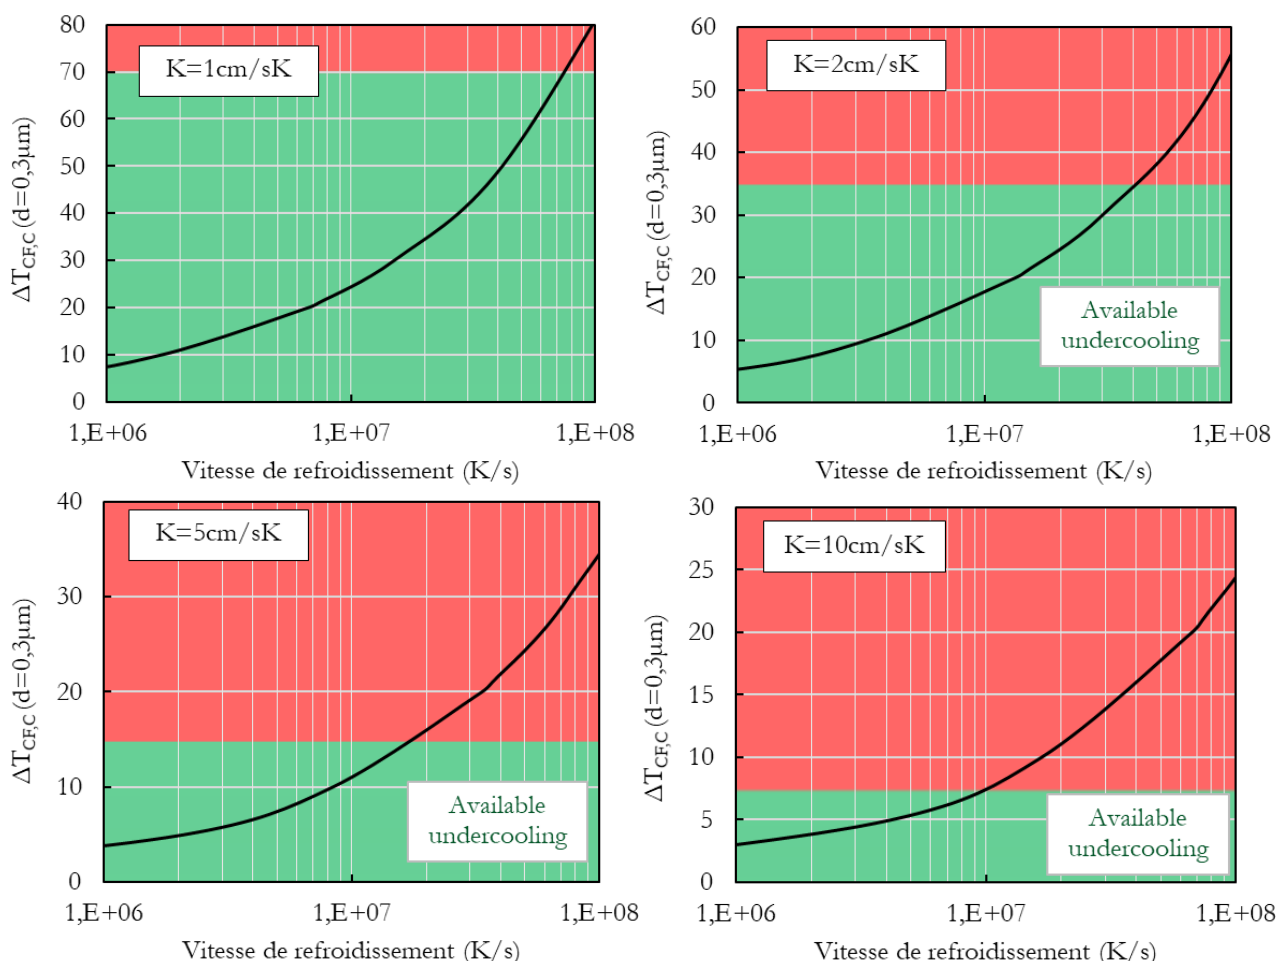 80
70
60
50
40
30
20
10
0
K=1cm/sK
ΔT_CF,C (d=0,3µm)
1,E+06 1,E+07 1,E+08
Vitesse de refroidissement (K/s)
60
50
40
30
20
10
0
K=2cm/sK
ΔT_CF,C (d=0,3µm)
Available
undercooling
1,E+06 1,E+07 1,E+08
Vitesse de refroidissement (K/s)
40
30
20
10
0
K=5cm/sK
ΔT_CF,C (d=0,3µm)
Available
undercooling
1,E+06 1,E+07 1,E+08
Vitesse de refroidissement (K/s)
30
25
20
15
10
5
0
K=10cm/sK
ΔT_CF,C (d=0,3µm)
Available
undercooling
1,E+06 1,E+07 1,E+08
Vitesse de refroidissement (K/s)